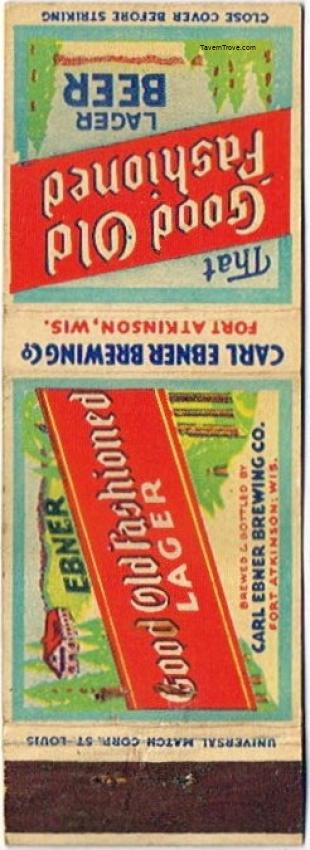 TavernTrove.com
CLOSE COVER BEFORE STRIKING
That
Good Old
Fashioned
LAGER
BEER
CARL EBNER BREWING Co
FORT ATKINSON, WIS.
EBNER
Good Old Fashioned
LAGER
BREWED & BOTTLED BY
CARL EBNER BREWING CO.
FORT ATKINSON, WIS.
UNIVERSAL MATCH CORP. ST. LOUIS